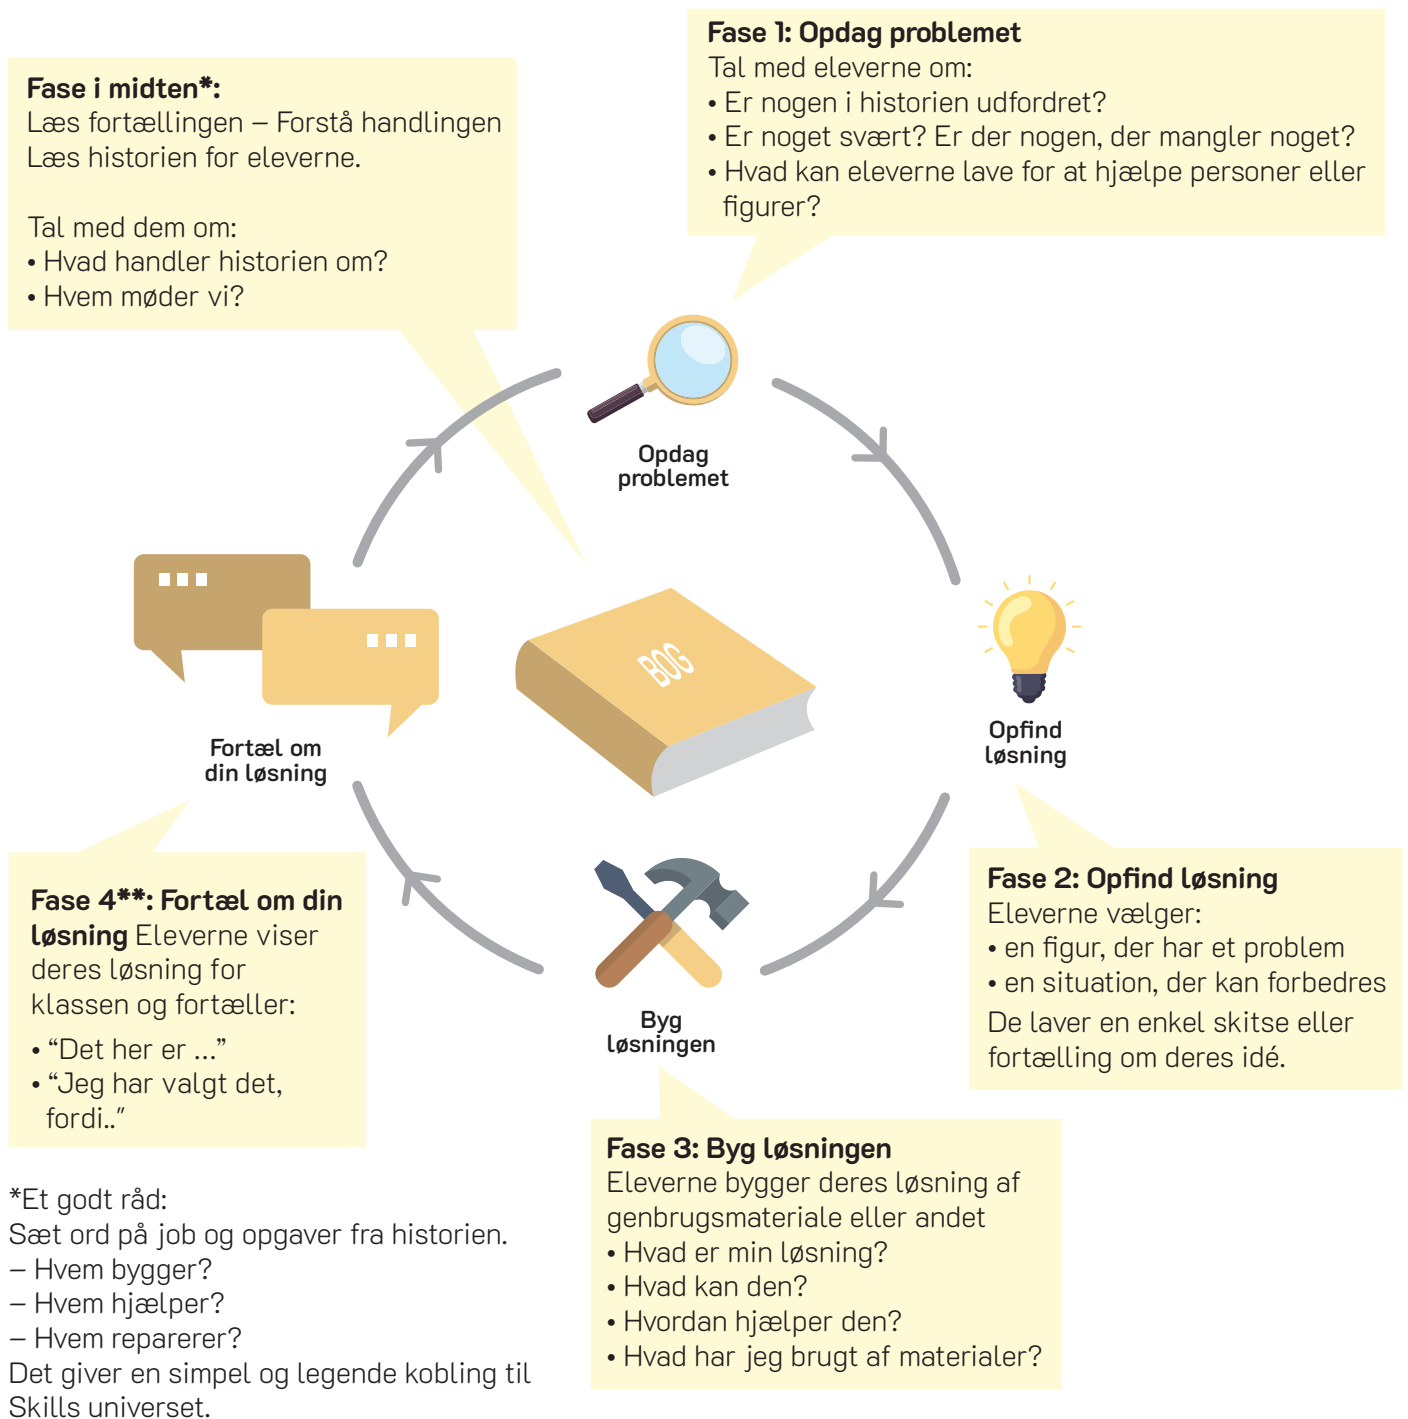 Fase 1: Opdag problemet
Tal med eleverne om:
• Er nogen i historien udfordret?
• Er noget svært? Er der nogen, der mangler noget?
• Hvad kan eleverne lave for at hjælpe personer eller
figurer?
Fase i midten*:
Læs fortællingen – Forstå handlingen
Læs historien for eleverne.
Tal med dem om:
• Hvad handler historien om?
• Hvem møder vi?
Opdag
problemet
BOG
Opfind
løsning
Fortæl om
din løsning
Byg
løsningen
Fase 2: Opfind løsning
Eleverne vælger:
• en figur, der har et problem
• en situation, der kan forbedres
De laver en enkel skitse eller
fortælling om deres idé.
Fase 4**: Fortæl om din
løsning Eleverne viser
deres løsning for
klassen og fortæller:
• “Det her er ...”
• “Jeg har valgt det,
fordi..”
Fase 3: Byg løsningen
Eleverne bygger deres løsning af
genbrugsmateriale eller andet
• Hvad er min løsning?
• Hvad kan den?
• Hvordan hjælper den?
• Hvad har jeg brugt af materialer?
*Et godt råd:
Sæt ord på job og opgaver fra historien.
– Hvem bygger?
– Hvem hjælper?
– Hvem reparerer?
Det giver en simpel og legende kobling til
Skills universet.